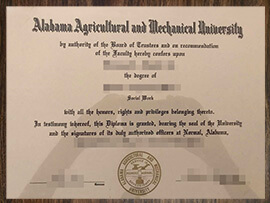 Alabama Agricultural and Mechanical University
by authority of the Board of Trustees and on recommendation
of the Faculty hereby confers upon
the degree of
Social Work
with all the honors, rights and privileges belonging thereto.
In testimony whereof, this Diploma is granted, bearing the seal of the University
and the signatures of its duly authorized officers at Normal, Alabama,